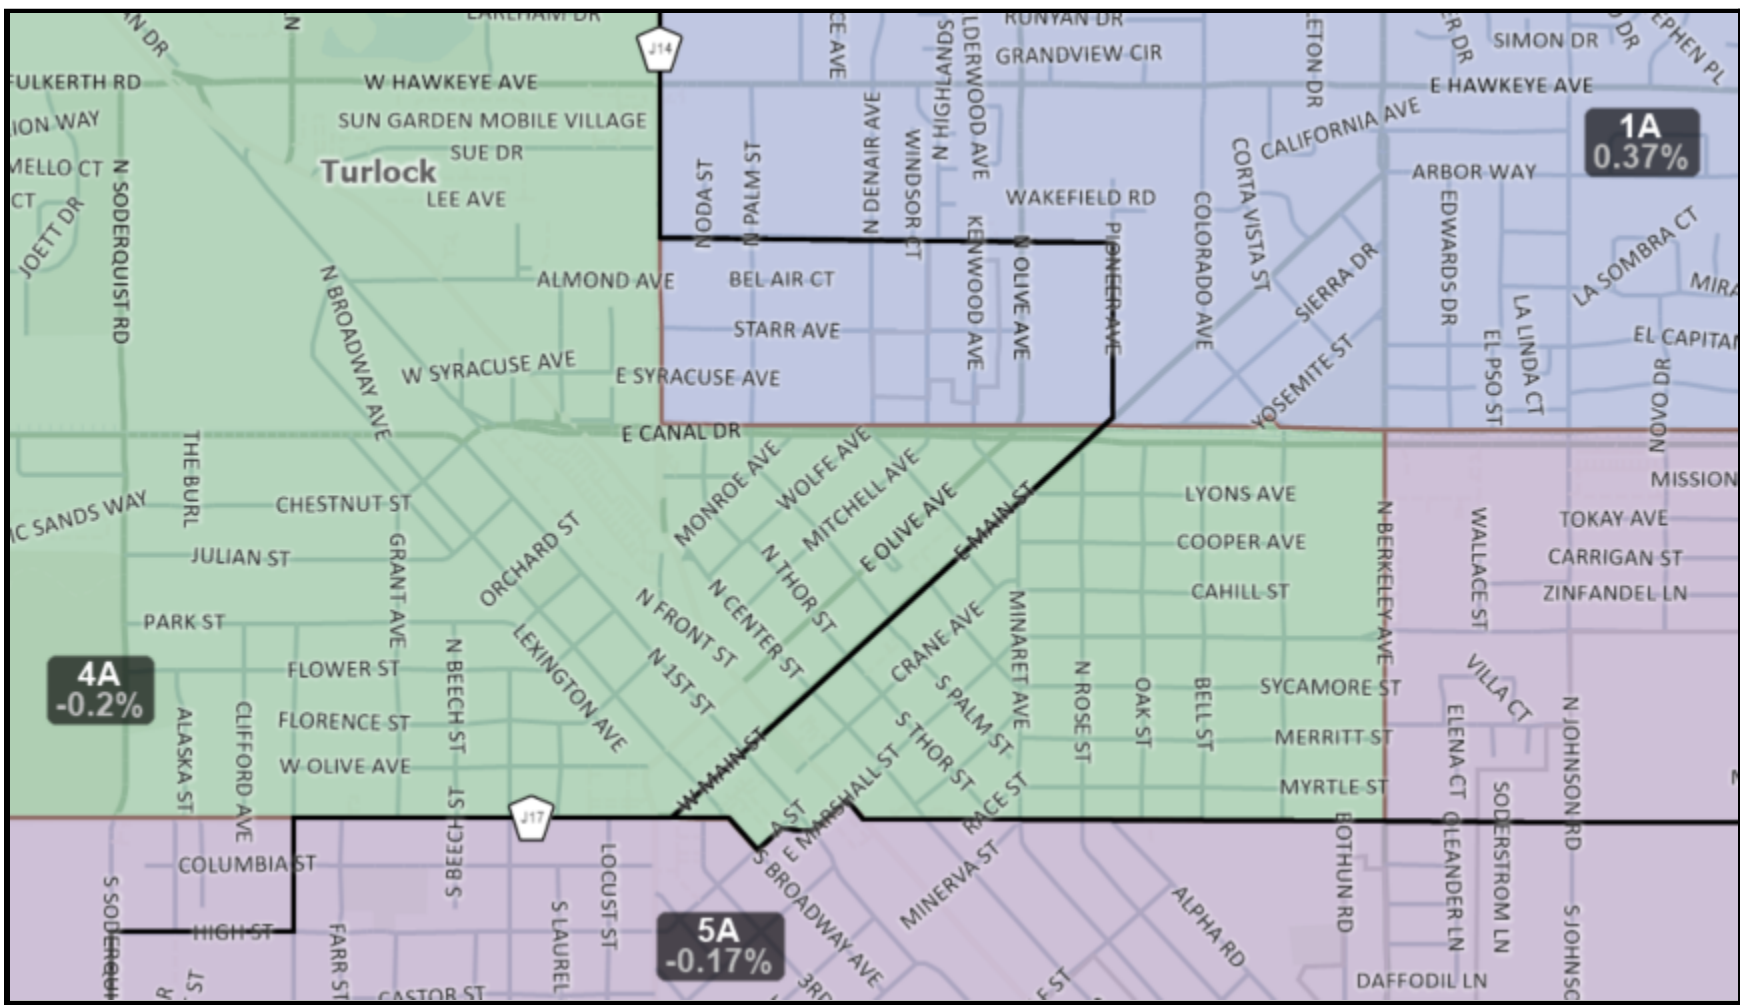 EARLHAM DR
RUNYAN DR
J14
GRANDVIEW CIR
SIMON DR
FULKERTH RD
W HAWKEYE AVE
E HAWKEYE AVE
SUN GARDEN MOBILE VILLAGE
CALIFORNIA AVE
1A
0.37%
SUE DR
MELLO CT
Turlock
ARBOR WAY
LEE AVE
WAKEFIELD RD
CT
JOETT DR
N SODERQUIST RD
NODA ST
N PALM ST
N DENAIR AVE
WINDSOR CT
N HIGHLANDS
KENWOOD AVE
N OLIVE AVE
PIONEER AVE
COLORADO AVE
CORTA VISTA ST
EDWARDS DR
LA SOMBRA CT
ALMOND AVE
BEL AIR CT
SIERRA DR
N BROADWAY AVE
STARR AVE
LA LINDA CT
EL PSO ST
W SYRACUSE AVE
E SYRACUSE AVE
YOSEMITE ST
E CANAL DR
THE BURL
MONROE AVE
WOLFE AVE
MITCHELL AVE
E OLIVE AVE
E MAIN ST
LYONS AVE
MISSION
CHESTNUT ST
IC SANDS WAY
TOKAY AVE
WALLACE ST
N BERKELEY AVE
COOPER AVE
CARRIGAN ST
JULIAN ST
GRANT AVE
ORCHARD ST
N THOR ST
CAHILL ST
ZINFANDEL LN
PARK ST
N FRONT ST
N CENTER ST
CRANE AVE
MINARET AVE
4A
-0.2%
FLOWER ST
N BEECH ST
LEXINGTON AVE
N 1ST ST
S PALM ST
N ROSE ST
OAK ST
BELL ST
SYCAMORE ST
VILLA CT
ALASKA ST
CLIFFORD AVE
FLORENCE ST
S THOR ST
MERRITT ST
ELENA CT
N JOHNSON RD
W OLIVE AVE
W MAIN ST
E MARSHALL ST
RACE ST
MYRTLE ST
SODERSTROM LN
J17
A ST
S BEECH ST
COLUMBIA ST
LOCUST ST
S BROADWAY AVE
MINERVA ST
BOTHUN RD
OLEANDER LN
HIGH ST
FARR ST
S LAUREL
5A
-0.17%
ALPHA RD
S JOHNSO
CASTOR ST
3RD
DAFFODIL LN